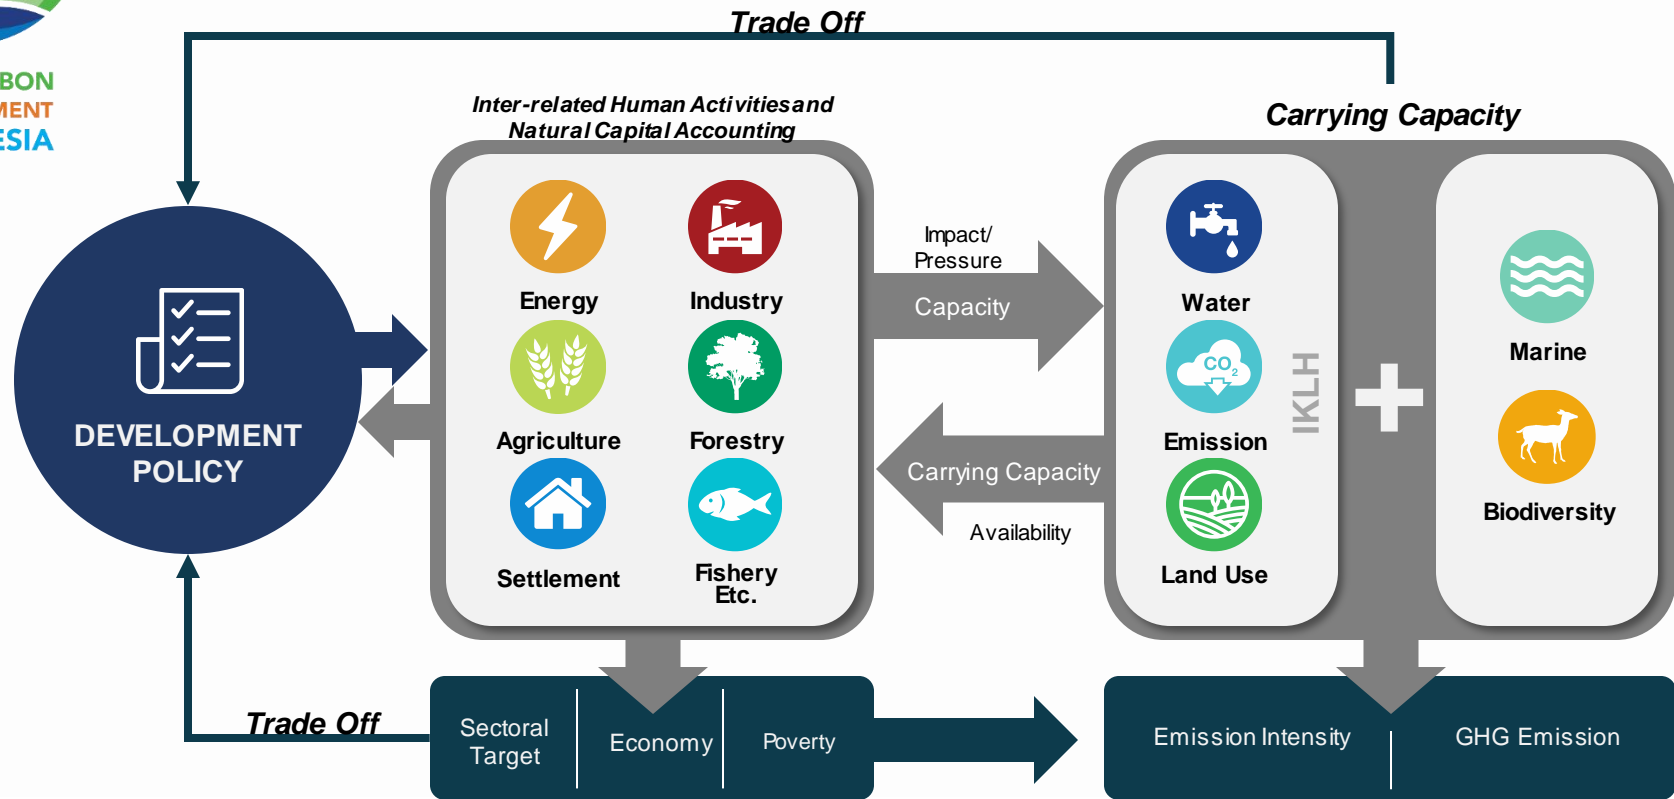 Trade Off
BON
MENT
ESIA
Inter-related Human Activities and
Natural Capital Accounting
Carrying Capacity
DEVELOPMENT
POLICY
Energy
Industry
Agriculture
Forestry
Settlement
Fishery
Etc.
Impact/
Pressure
Capacity
Carrying Capacity
Availability
Water
CO2
Emission
Land Use
IKLH
Marine
Biodiversity
Trade Off
Sectoral
Target
Economy
Poverty
Emission Intensity
GHG Emission